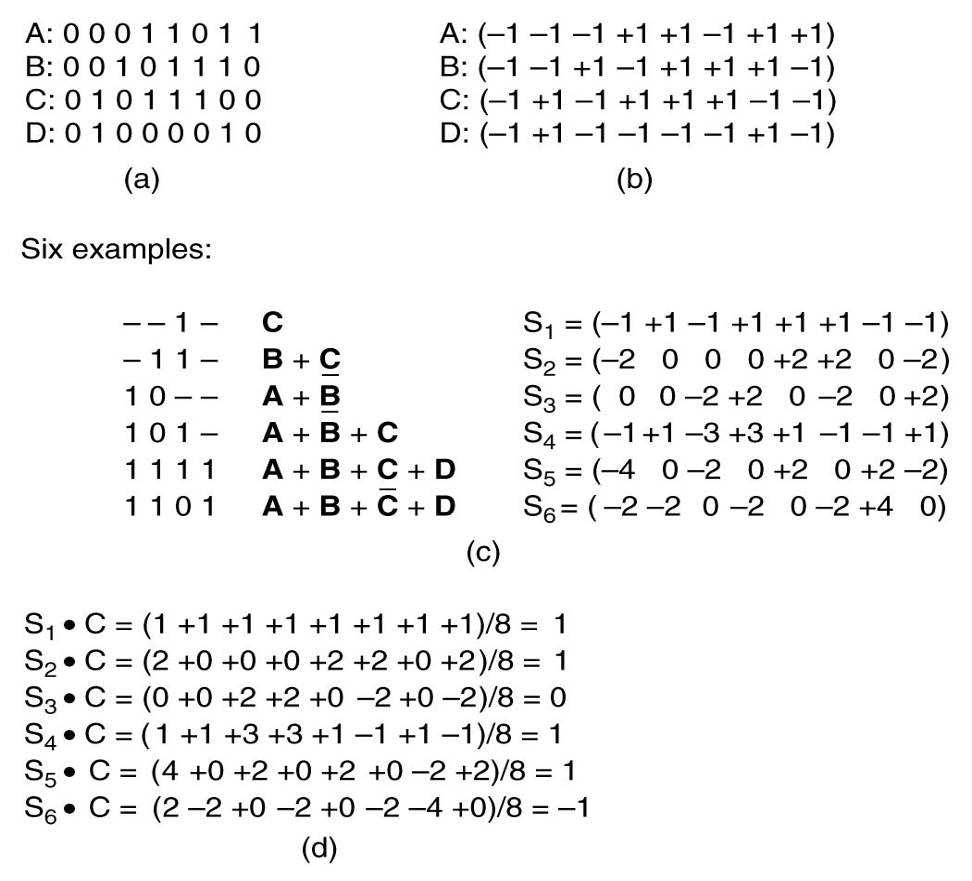 A: 0 0 0 1 1 0 1 1 A: (–1 –1 –1 +1 +1 –1 +1 +1)
B: 0 0 1 0 1 1 1 0 B: (–1 –1 +1 –1 +1 +1 +1 –1)
C: 0 1 0 1 1 1 0 0 C: (–1 +1 –1 +1 +1 +1 –1 –1)
D: 0 1 0 0 0 0 1 0 D: (–1 +1 –1 –1 –1 –1 +1 –1)
(a) (b)
Six examples:
– – 1 – C S₁ = (–1 +1 –1 +1 +1 +1 –1 –1)
– 1 1 – B + C S₂ = (–2 0 0 0 +2 +2 0 –2)
1 0 – – A + B̅ S₃ = ( 0 0 –2 +2 0 –2 0 +2)
1 0 1 – A + B̅ + C S₄ = (–1 +1 –3 +3 +1 –1 –1 +1)
1 1 1 1 A + B + C + D S₅ = (–4 0 –2 0 +2 0 +2 –2)
1 1 0 1 A + B + C̅ + D S₆ = (–2 –2 0 –2 0 –2 +4 0)
(c)
S₁ • C = (1 +1 +1 +1 +1 +1 +1 +1)/8 = 1
S₂ • C = (2 +0 +0 +0 +2 +2 +0 +2)/8 = 1
S₃ • C = (0 +0 +2 +2 +0 –2 +0 –2)/8 = 0
S₄ • C = (1 +1 +3 +3 +1 –1 +1 –1)/8 = 1
S₅ • C = (4 +0 +2 +0 +2 +0 –2 +2)/8 = 1
S₆ • C = (2 –2 +0 –2 +0 –2 –4 +0)/8 = –1
(d)